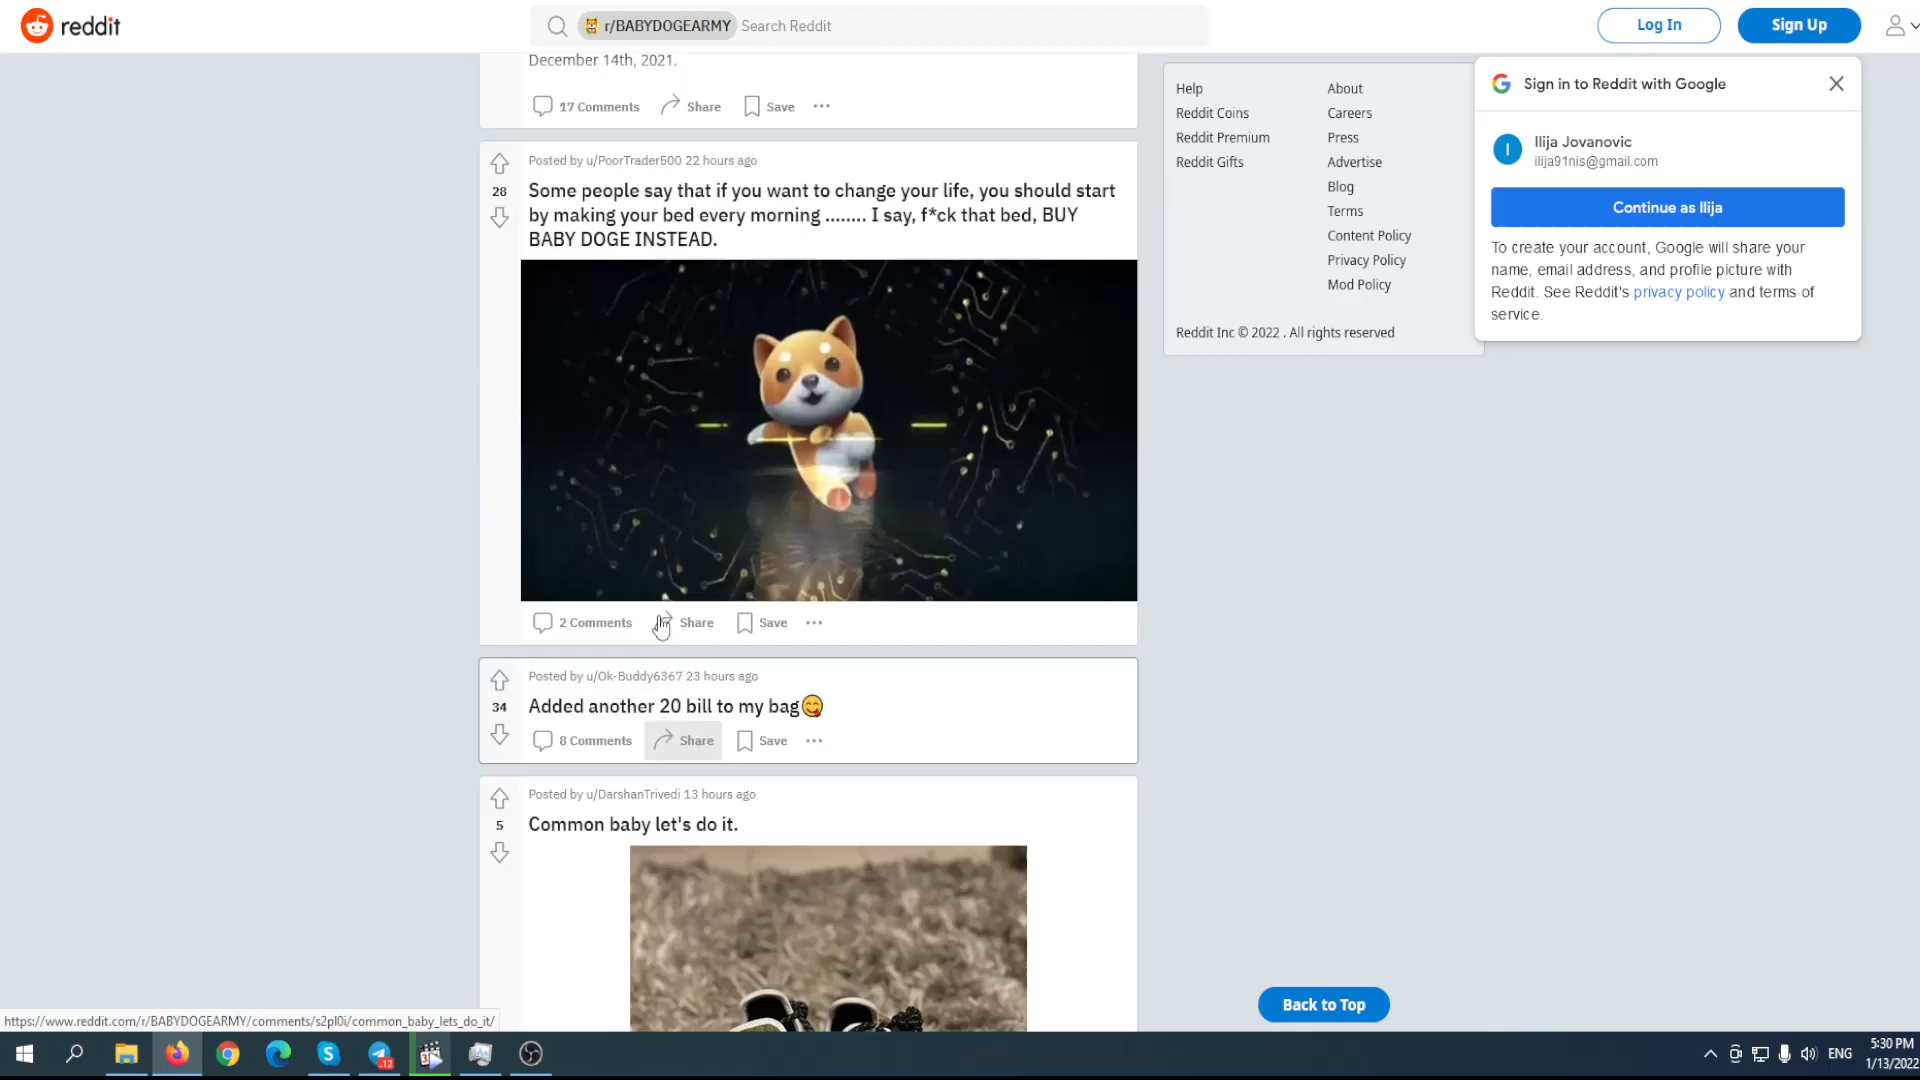 reddit
r/BABYDOGEARMY Search Reddit
Log In
Sign Up
December 14th, 2021.
17 Comments Share Save
Posted by u/PoorTrader500 22 hours ago
28
Some people say that if you want to change your life, you should start
by making your bed every morning ........ I say, f*ck that bed, BUY
BABY DOGE INSTEAD.
2 Comments Share Save
Posted by u/Ok-Buddy6367 23 hours ago
34
Added another 20 bill to my bag😋
8 Comments Share Save
Posted by u/DarshanTrivedi 13 hours ago
5
Common baby let's do it.
Help
Reddit Coins
Reddit Premium
Reddit Gifts
About
Careers
Press
Advertise
Blog
Terms
Content Policy
Privacy Policy
Mod Policy
Reddit Inc © 2022 . All rights reserved
Sign in to Reddit with Google
I
Ilija Jovanovic
ilija91nis@gmail.com
Continue as Ilija
To create your account, Google will share your
name, email address, and profile picture with
Reddit. See Reddit's privacy policy and terms of
service.
Back to Top
https://www.reddit.com/r/BABYDOGEARMY/comments/s2pl0i/common_baby_lets_do_it/
12
ENG
5:30 PM
1/13/2022